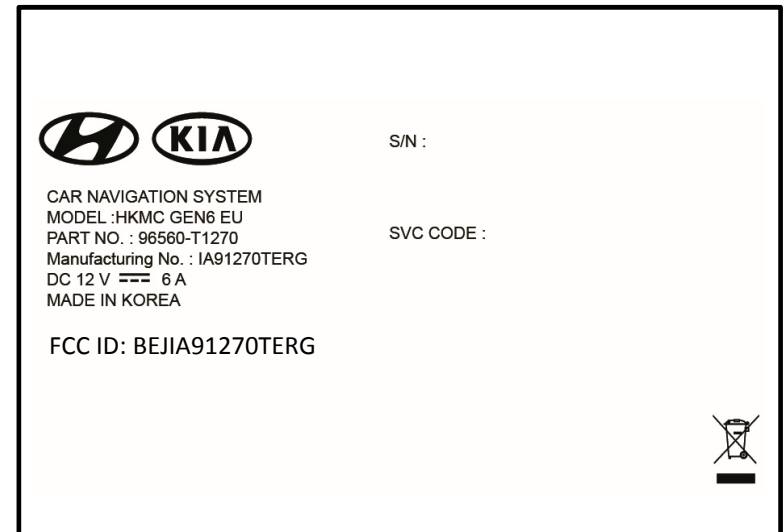 KIA
S/N :
CAR NAVIGATION SYSTEM
MODEL :HKMC GEN6 EU
PART NO. : 96560-T1270
SVC CODE :
Manufacturing No. : IA91270TERG
DC 12 V ⎓ 6 A
MADE IN KOREA
FCC ID: BEJIA91270TERG